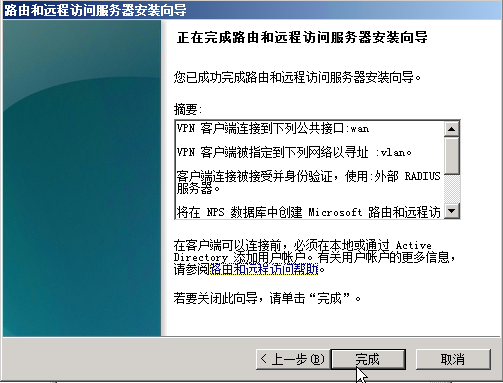 路由和远程访问服务器安装向导
正在完成路由和远程访问服务器安装向导
您已成功完成路由和远程访问服务器安装向导。
摘要:
VPN 客户端连接到下列公共接口:wan
VPN 客户端被指定到下列网络以寻址 :vlan。
客户端连接被接受并身份验证，使用:外部 RADIUS
服务器。
将在 NPS 数据库中创建 Microsoft 路由和远程访
在客户端可以连接前，必须在本地或通过 Active
Directory 添加用户帐户。有关用户帐户的更多信息，
请参阅路由和远程访问帮助。
若要关闭此向导，请单击“完成”。
< 上一步(B) 完成 取消